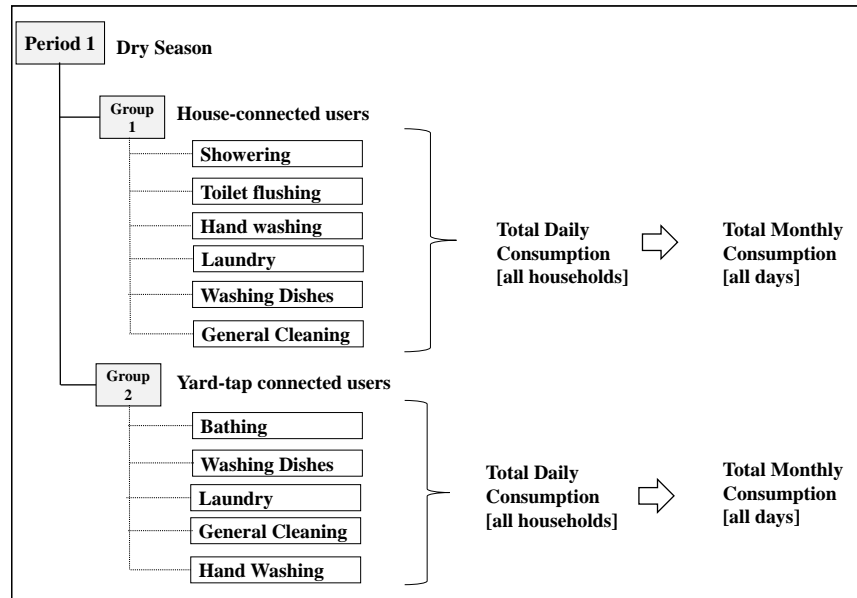 Period 1
Dry Season
Group
1
House-connected users
Showering
Toilet flushing
Hand washing
Laundry
Washing Dishes
General Cleaning
Total Daily
Consumption
[all households]
Total Monthly
Consumption
[all days]
Group
2
Yard-tap connected users
Bathing
Washing Dishes
Laundry
General Cleaning
Hand Washing
Total Daily
Consumption
[all households]
Total Monthly
Consumption
[all days]